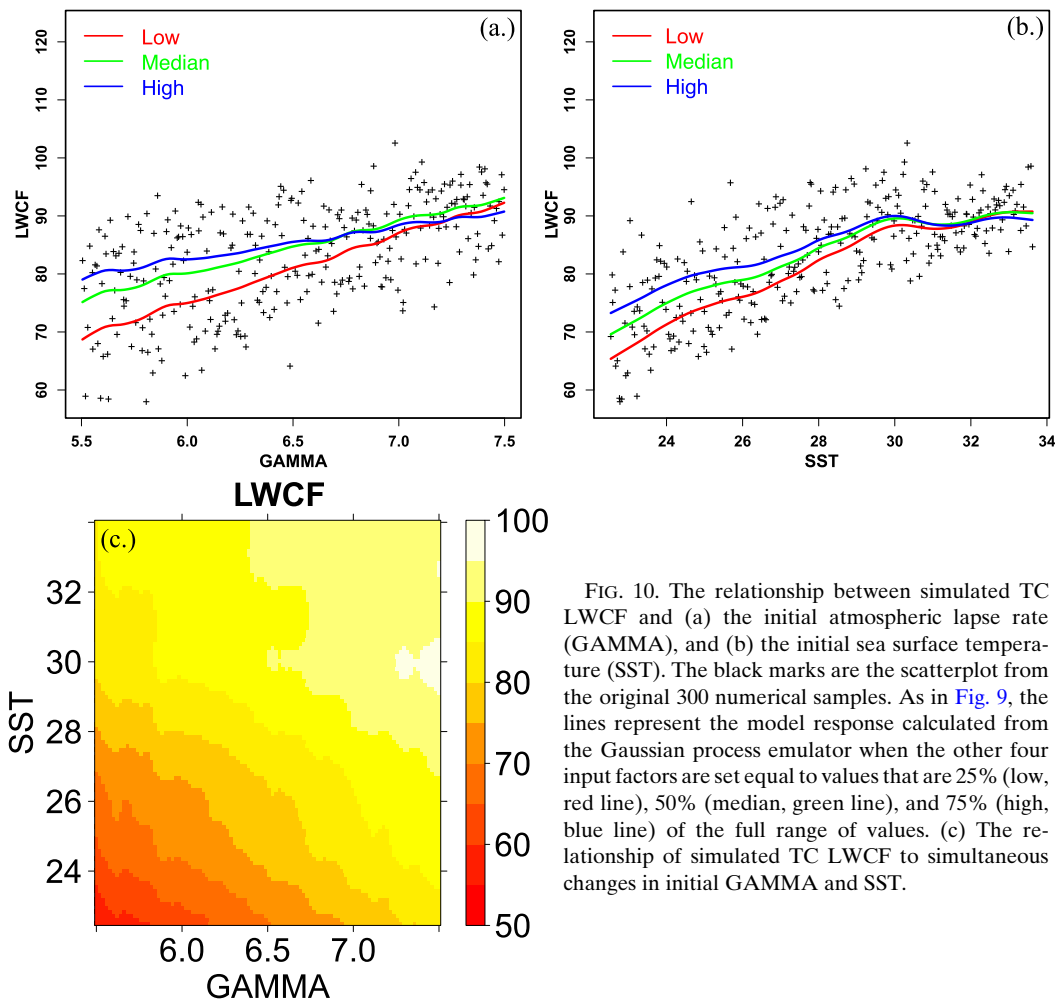 (a.)
Low
Median
High
LWCF
120
110
100
90
80
70
60
5.5 6.0 6.5 7.0 7.5
GAMMA
(b.)
Low
Median
High
LWCF
120
110
100
90
80
70
60
24 26 28 30 32 34
SST
LWCF
(c.)
SST
32
30
28
26
24
6.0 6.5 7.0
GAMMA
100
90
80
70
60
50
FIG. 10. The relationship between simulated TC
LWCF and (a) the initial atmospheric lapse rate
(GAMMA), and (b) the initial sea surface tempera-
ture (SST). The black marks are the scatterplot from
the original 300 numerical samples. As in Fig. 9, the
lines represent the model response calculated from
the Gaussian process emulator when the other four
input factors are set equal to values that are 25% (low,
red line), 50% (median, green line), and 75% (high,
blue line) of the full range of values. (c) The re-
lationship of simulated TC LWCF to simultaneous
changes in initial GAMMA and SST.